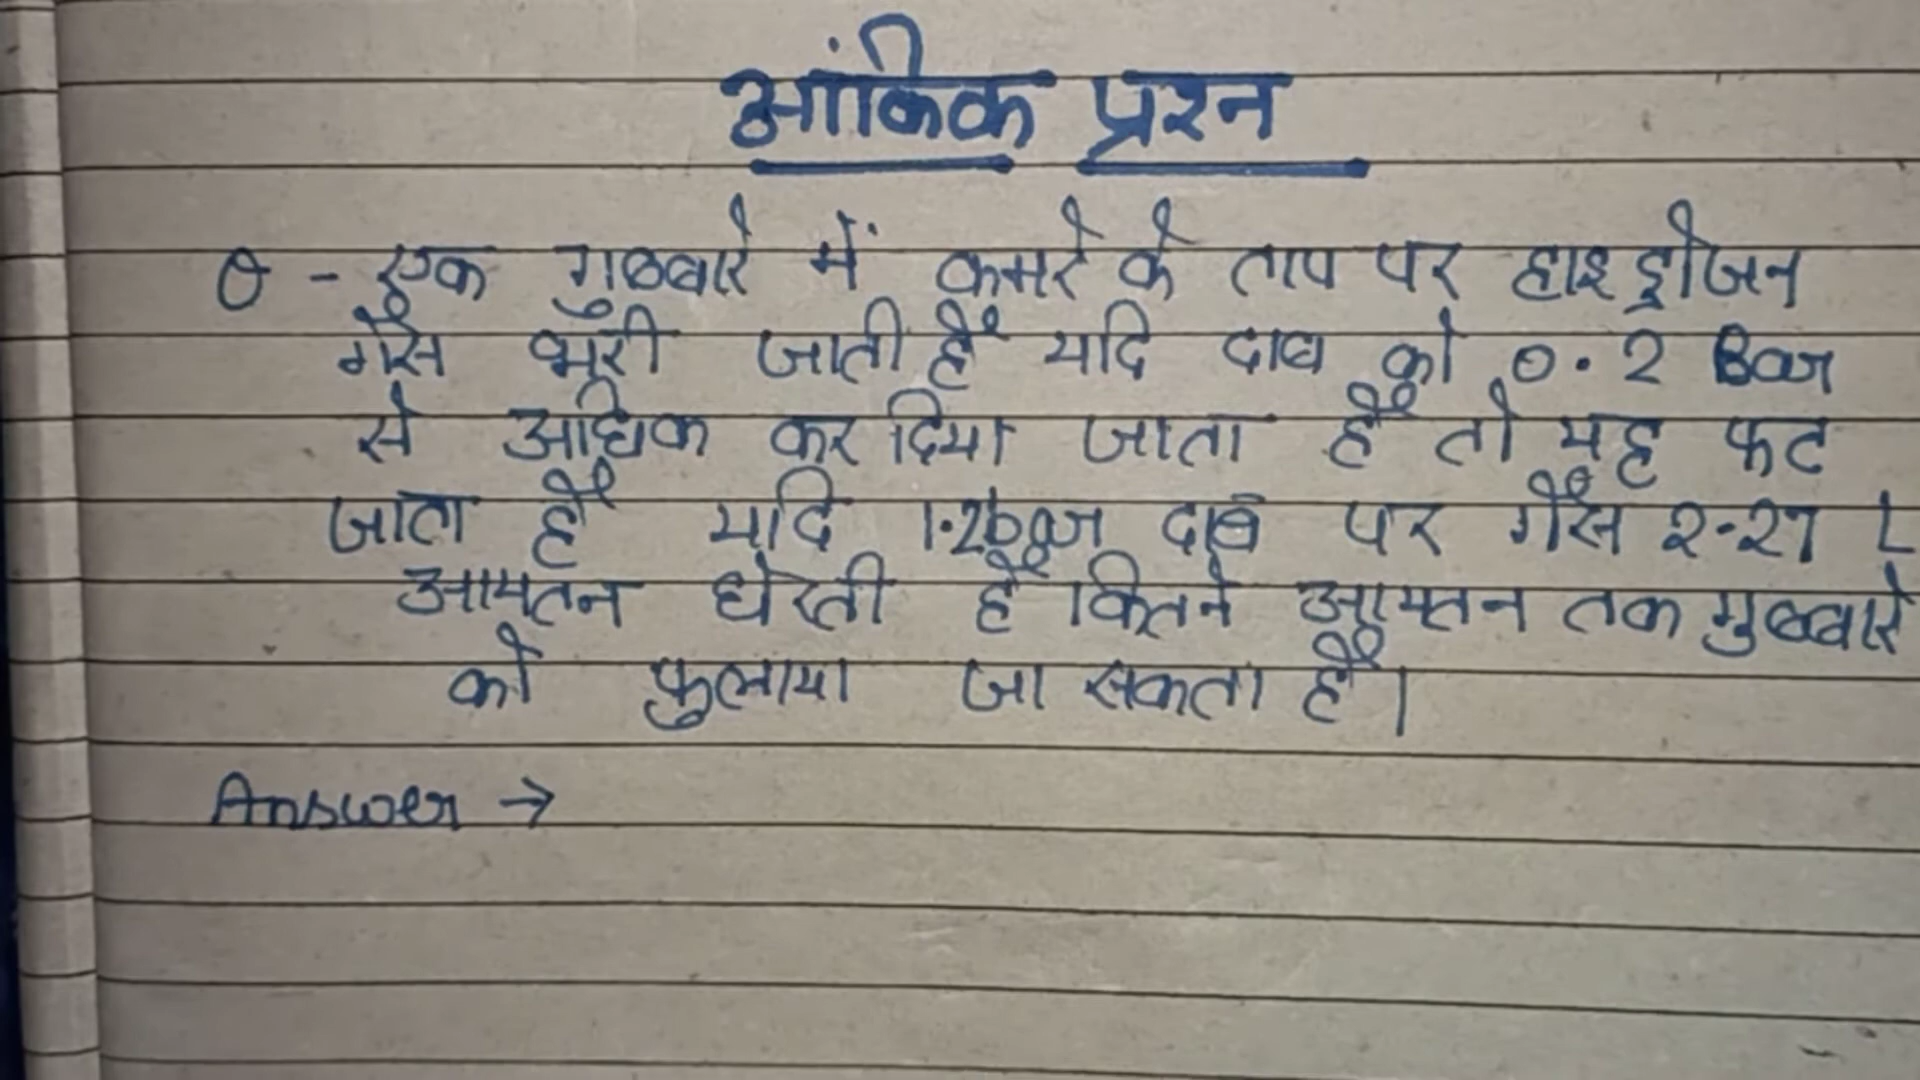 आंकिक प्रश्न
Q - एक गुब्बारे में कमरे के ताप पर हाइड्रोजन
गैस भरी जाती है यदि दाब को 0.2 Bar
से अधिक कर दिया जाता है तो यह फट
जाता है यदि 1.2bar दाब पर गैस 2.27 L
आयतन घेरती है कितने आयतन तक गुब्बारे
को फुलाया जा सकता है।
Answer →